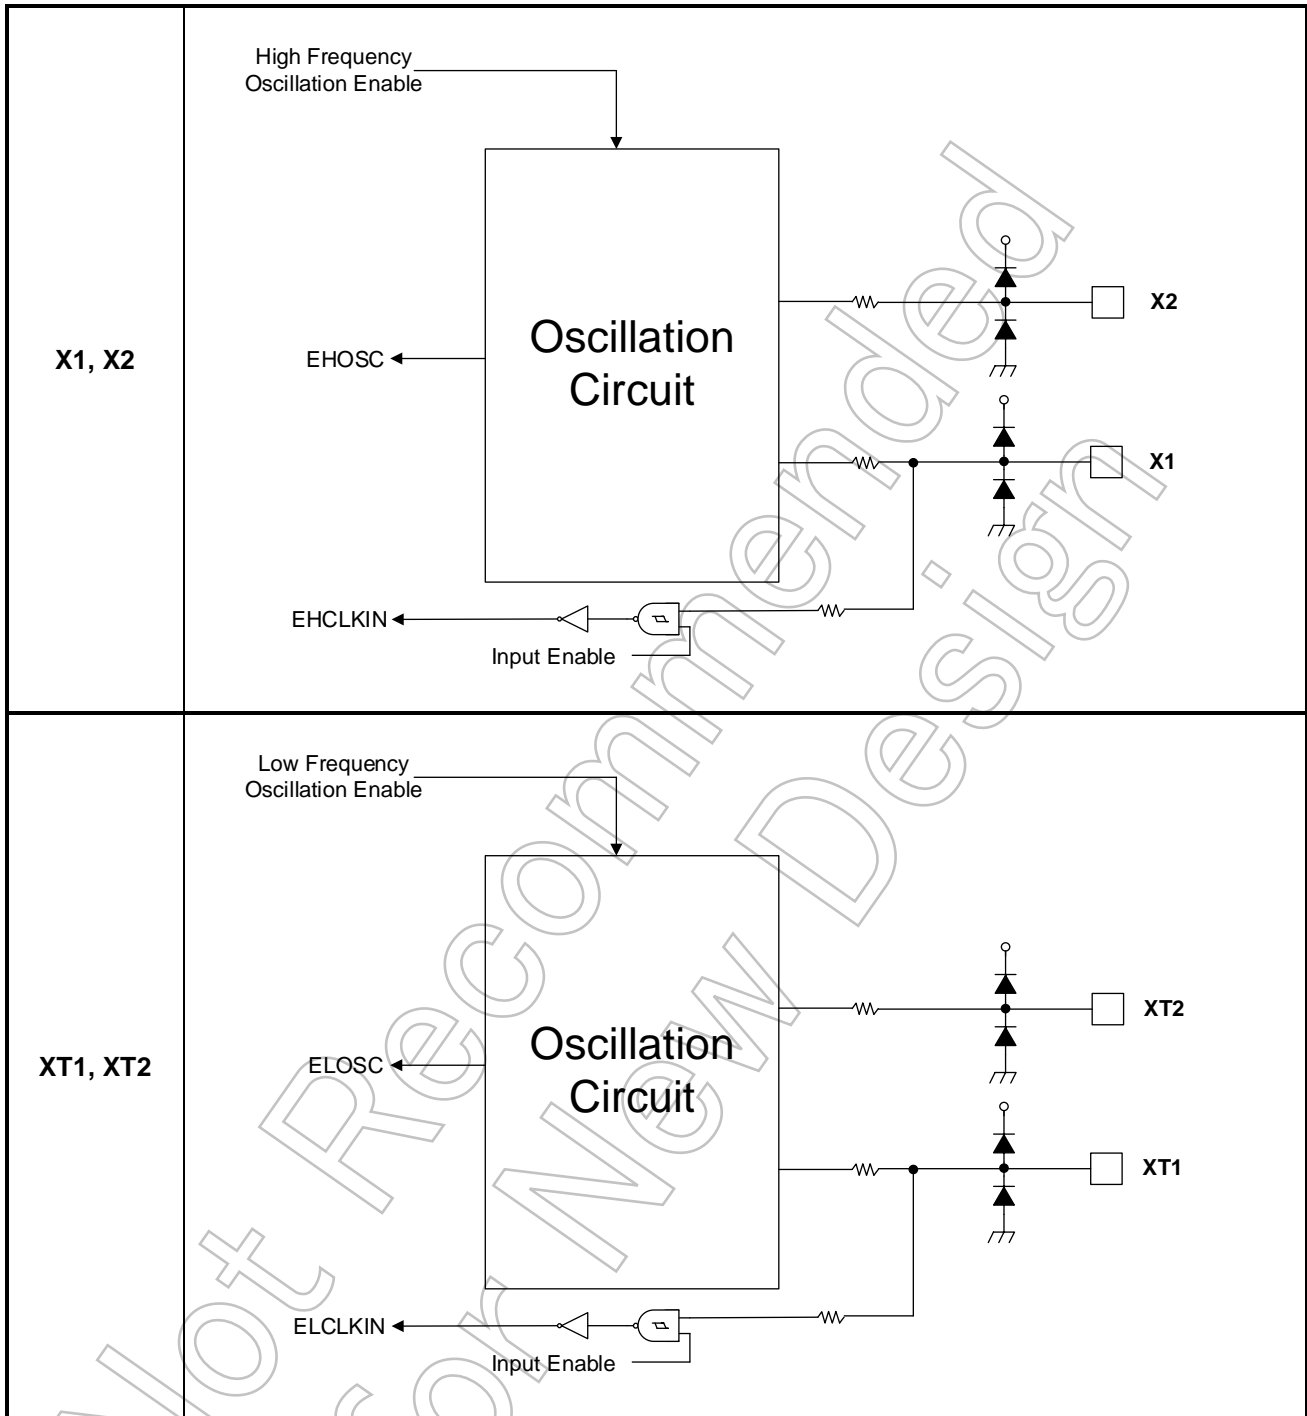 X1, X2
High Frequency
Oscillation Enable
Oscillation
Circuit
X2
EHOSC
X1
EHCLKIN
Input Enable
XT1, XT2
Low Frequency
Oscillation Enable
Oscillation
Circuit
XT2
ELOSC
XT1
ELCLKIN
Input Enable
Not Recommended
for New Design